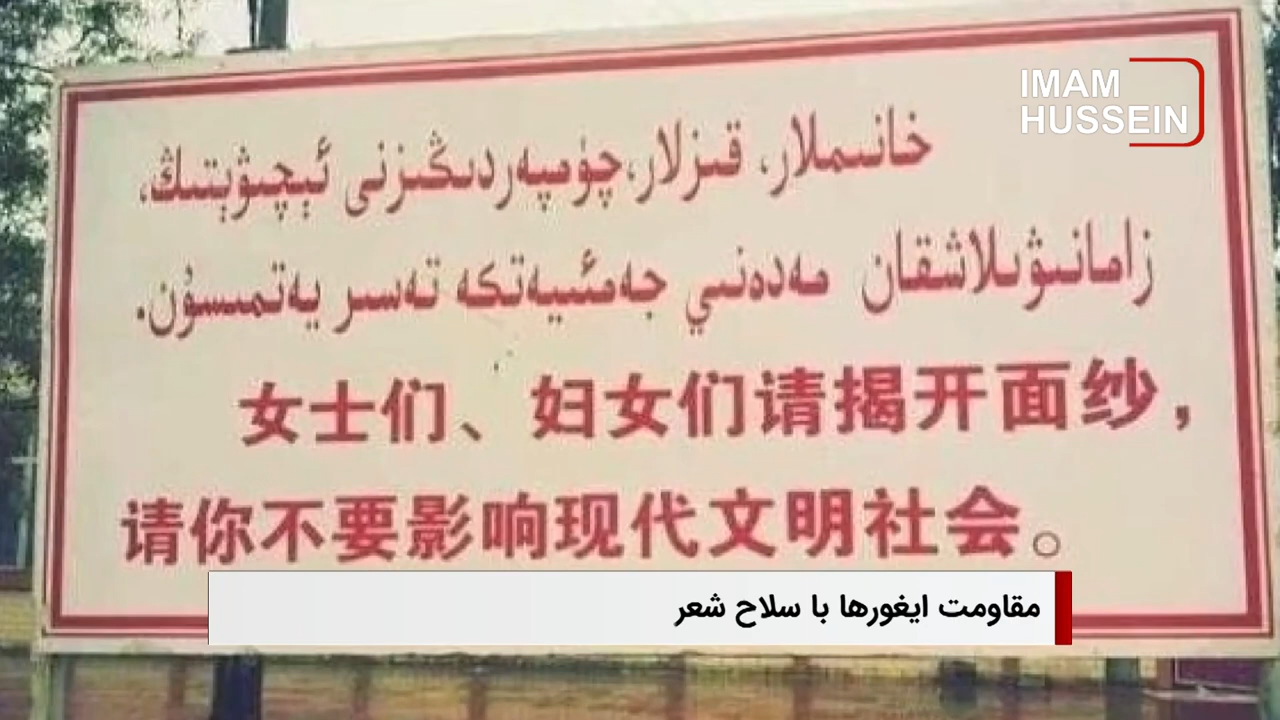 IMAM
HUSSEIN
خانىملار، قىزلار،چۈمپەردىڭىزنى ئېچىۋېتىڭ،
زامانىۋىلاشقان مەدەنىي جەمئىيەتكە تەسىر يەتمىسۇن.
女士们、妇女们请揭开面纱，
请你不要影响现代文明社会。
مقاومت ایغورها با سلاح شعر